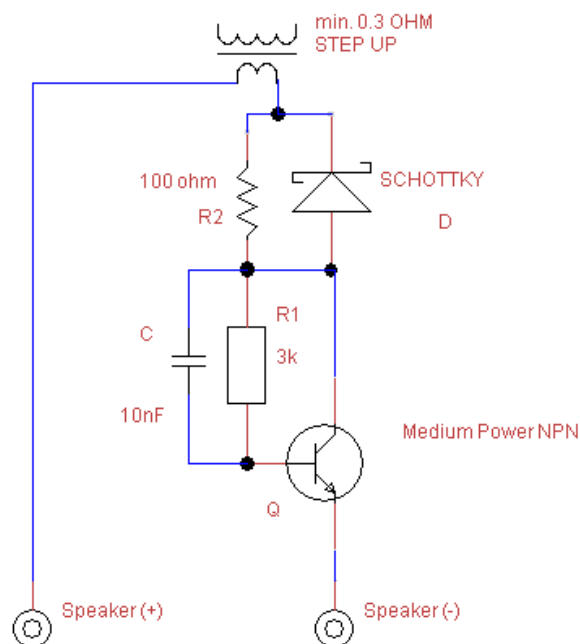 min. 0.3 OHM
STEP UP
100 ohm
R2
SCHOTTKY
D
R1
C
3k
10nF
Medium Power NPN
Q
Speaker (+)
Speaker (-)